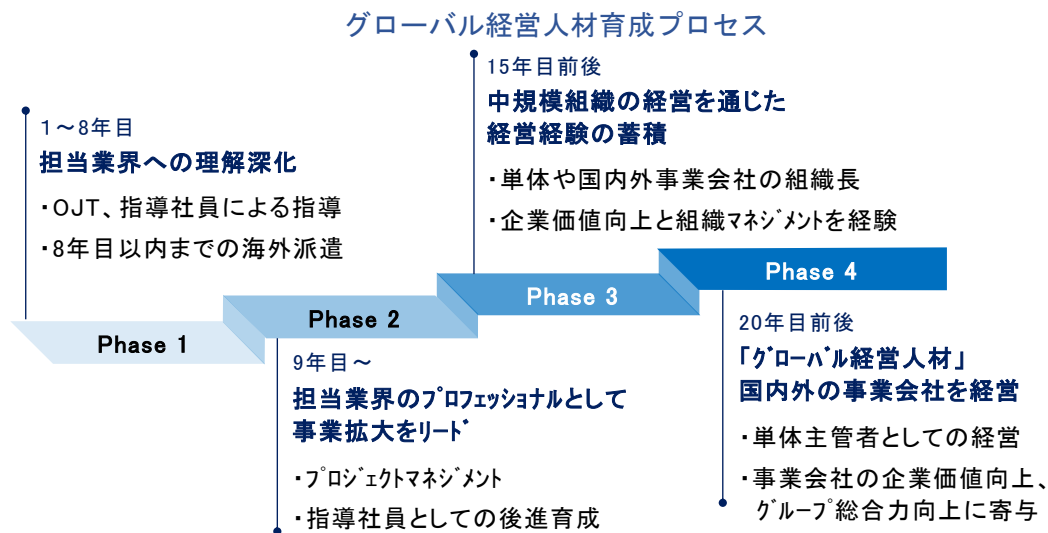 グローバル経営人材育成プロセス
1～8年目
担当業界への理解深化
・OJT、指導社員による指導
・8年目以内までの海外派遣
Phase 1
9年目～
担当業界のﾌﾟﾛﾌｪｯｼｮﾅﾙとして
事業拡大をﾘｰﾄﾞ
・ﾌﾟﾛｼﾞｪｸﾄﾏﾈｼﾞﾒﾝﾄ
・指導社員としての後進育成
Phase 2
15年目前後
中規模組織の経営を通じた
経営経験の蓄積
・単体や国内外事業会社の組織長
・企業価値向上と組織ﾏﾈｼﾞﾒﾝﾄを経験
Phase 3
Phase 4
20年目前後
「ｸﾞﾛｰﾊﾞﾙ経営人材」
国内外の事業会社を経営
・単体主管者としての経営
・事業会社の企業価値向上、
ｸﾞﾙｰﾌﾟ総合力向上に寄与